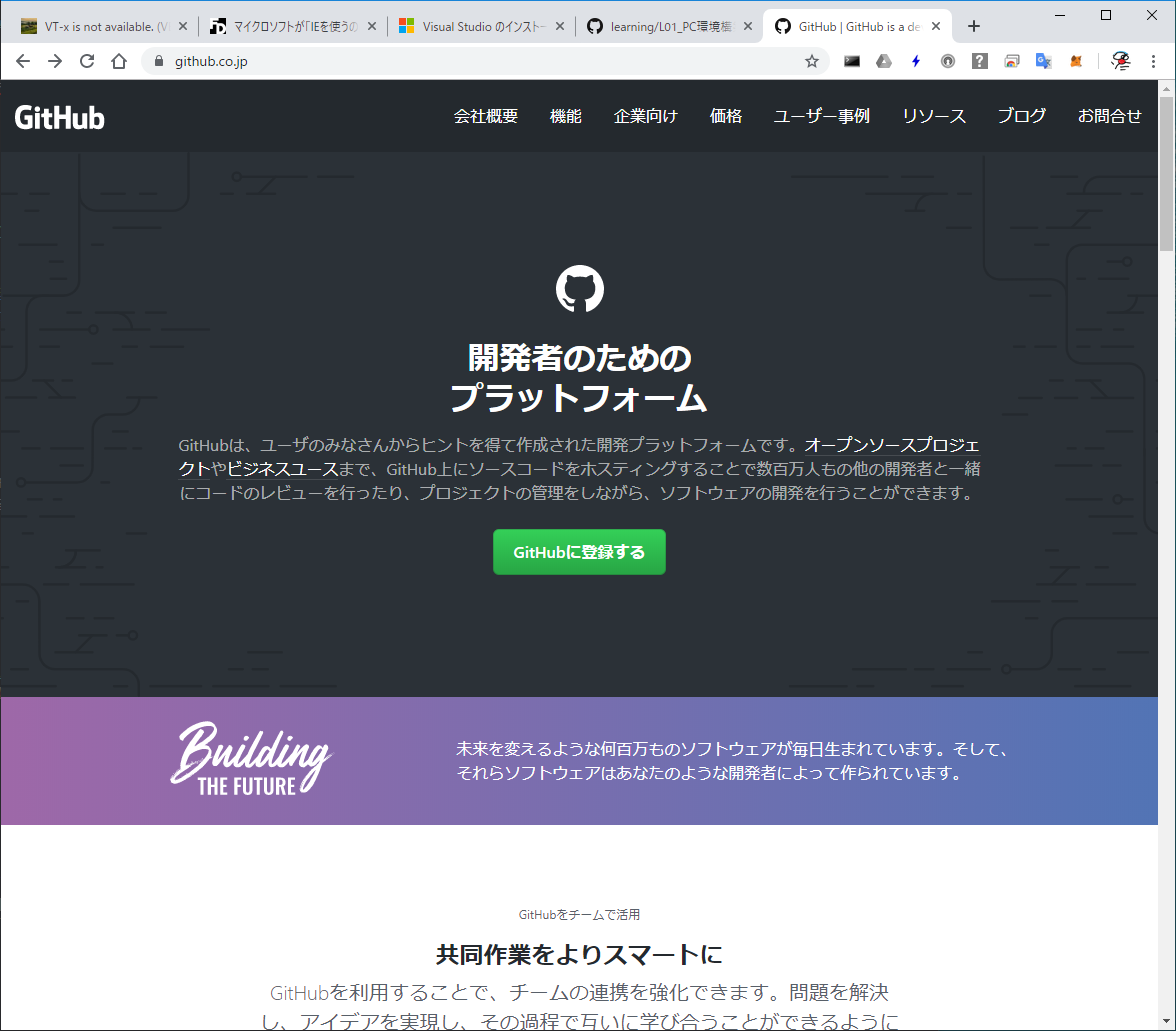 VT-x is not available. (V
マイクロソフトが「IEを使うの
Visual Studio のインストー
learning/L01_PC環境構
GitHub | GitHub is a de
github.co.jp
GitHub
会社概要 機能 企業向け 価格 ユーザー事例 リソース ブログ お問合せ
開発者のための
プラットフォーム
GitHubは、ユーザのみなさんからヒントを得て作成された開発プラットフォームです。オープンソースプロジェ
クトやビジネスユースまで、GitHub上にソースコードをホスティングすることで数百万人もの他の開発者と一緒
にコードのレビューを行ったり、プロジェクトの管理をしながら、ソフトウェアの開発を行うことができます。
GitHubに登録する
Building
THE FUTURE
未来を変えるような何百万ものソフトウェアが毎日生まれています。そして、
それらソフトウェアはあなたのような開発者によって作られています。
GitHubをチームで活用
共同作業をよりスマートに
GitHubを利用することで、チームの連携を強化できます。問題を解決
し、アイデアを実現し、その過程で互いに学び合うことができるように